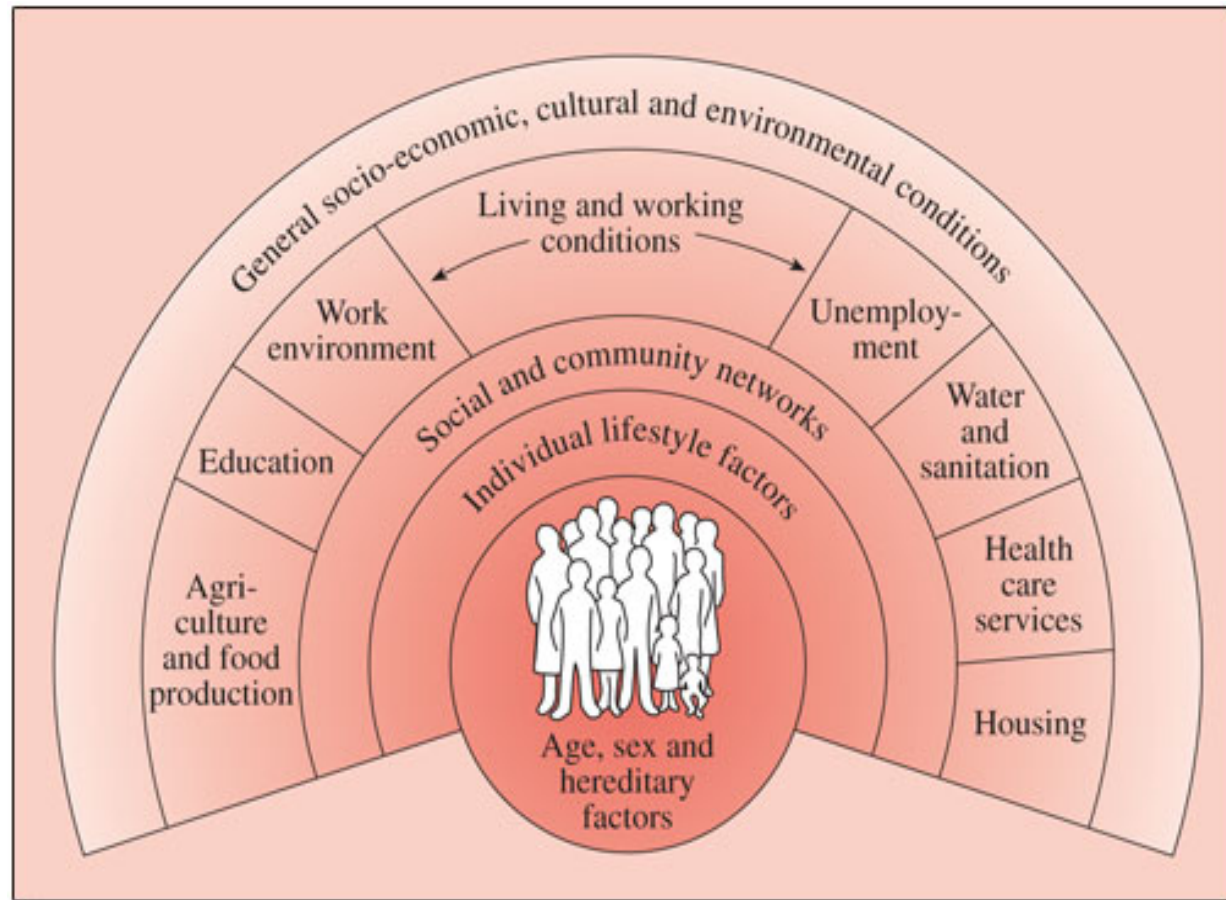 General socio-economic, cultural and environmental conditions
Living and working
conditions
Work
environment
Unemploy-
ment
Education
Water
and
sanitation
Agri-
culture
and food
production
Health
care
services
Housing
Social and community networks
Individual lifestyle factors
Age, sex and
hereditary
factors